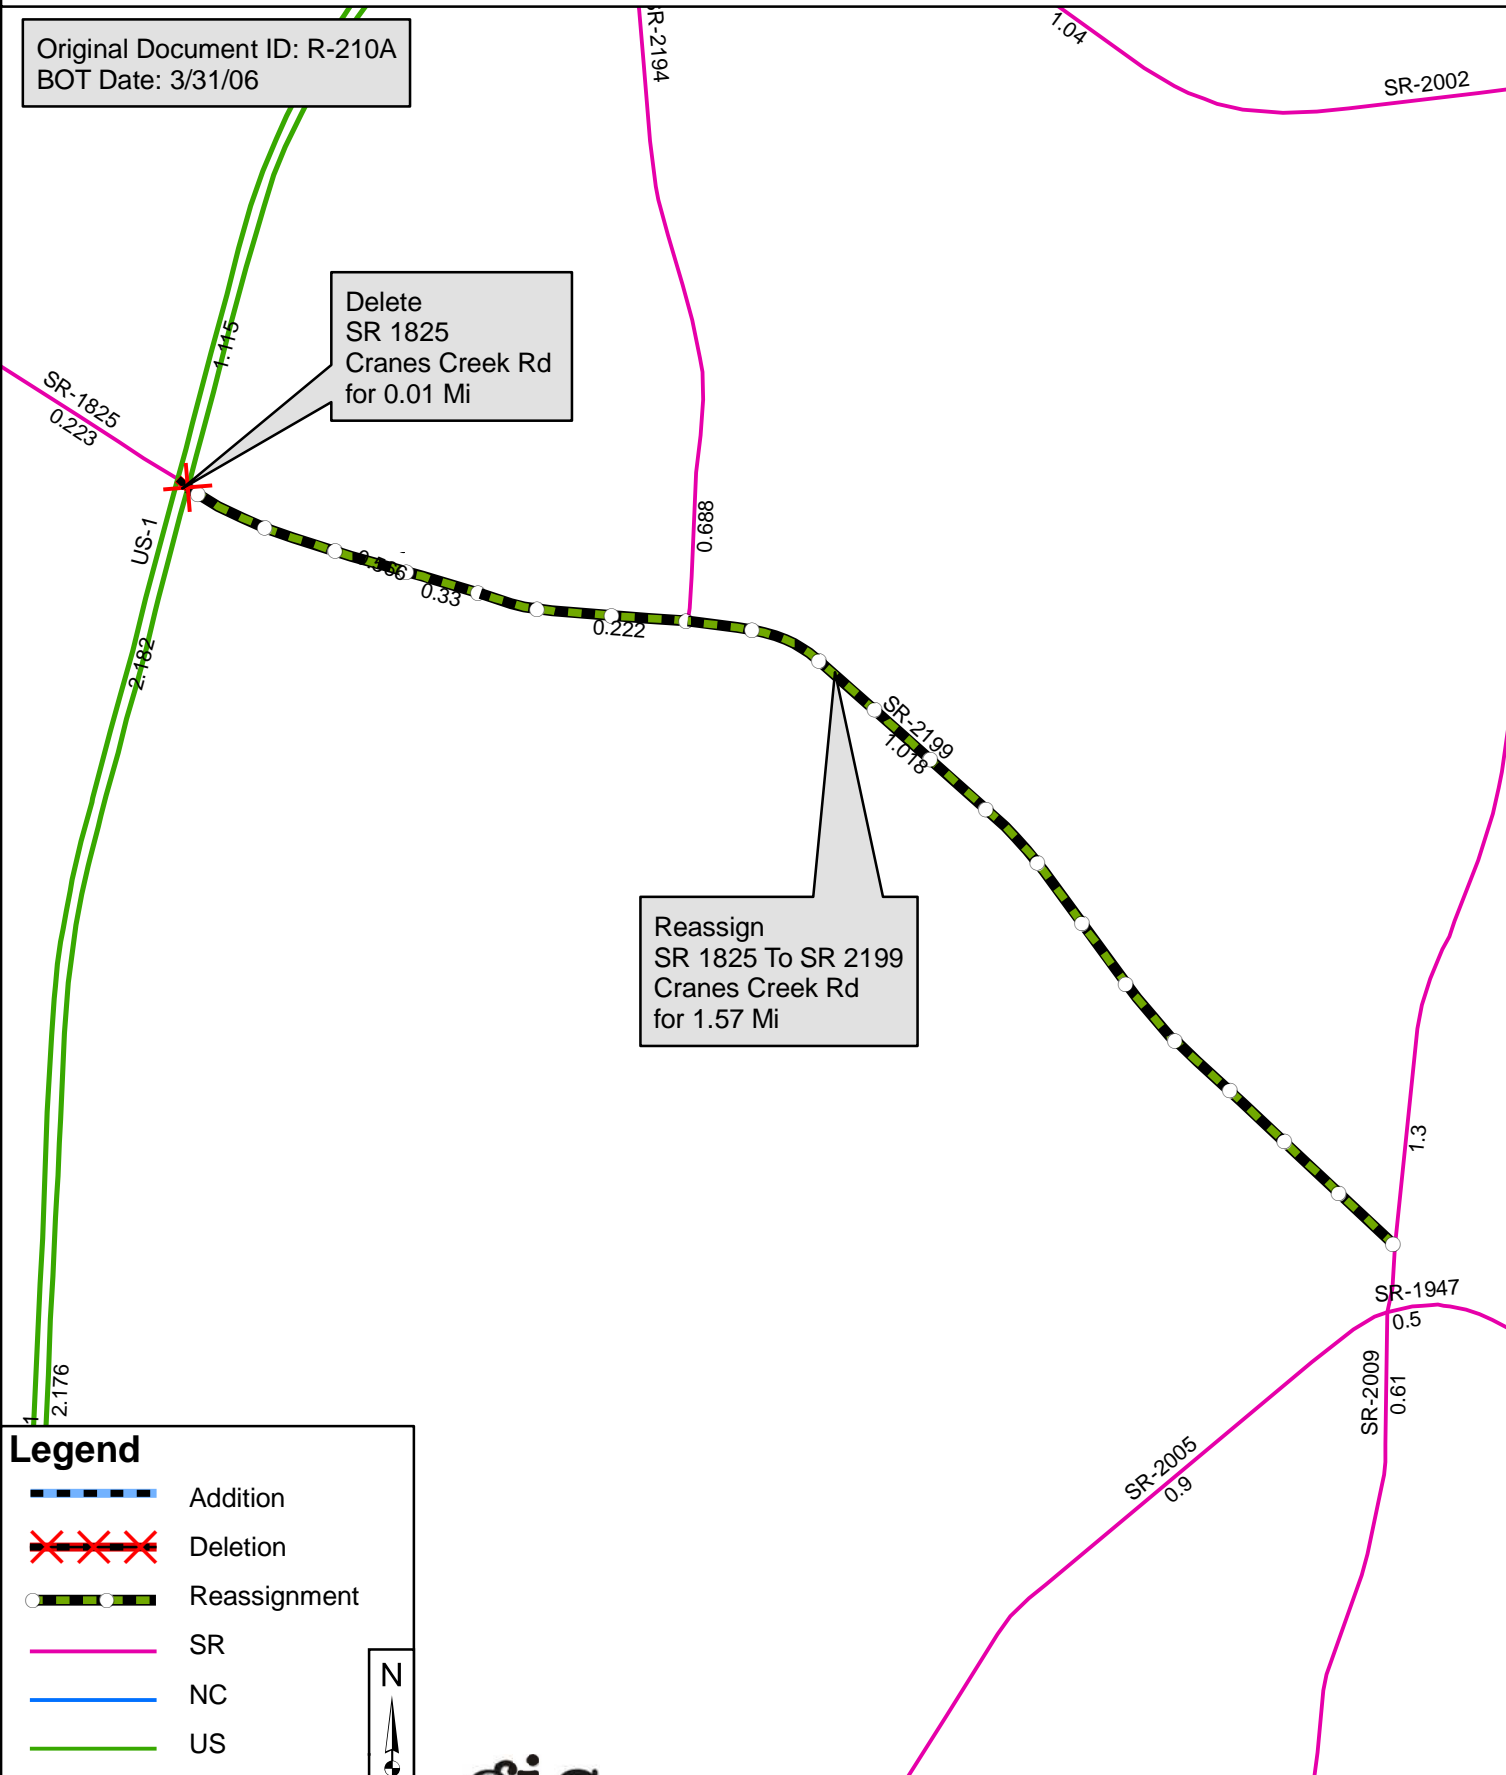 Original Document ID: R-210A
BOT Date: 3/31/06
SR-2194
1.04
SR-2002
Delete
SR 1825
Cranes Creek Rd
for 0.01 Mi
1.115
SR-1825
0.223
US-1
0.688
0.33
0.222
2.182
SR-2199
1.018
Reassign
SR 1825 To SR 2199
Cranes Creek Rd
for 1.57 Mi
1.3
SR-1947
0.5
SR-2009
0.61
2.176
1
SR-2005
0.9
Legend
Addition
Deletion
Reassignment
SR
NC
US
N